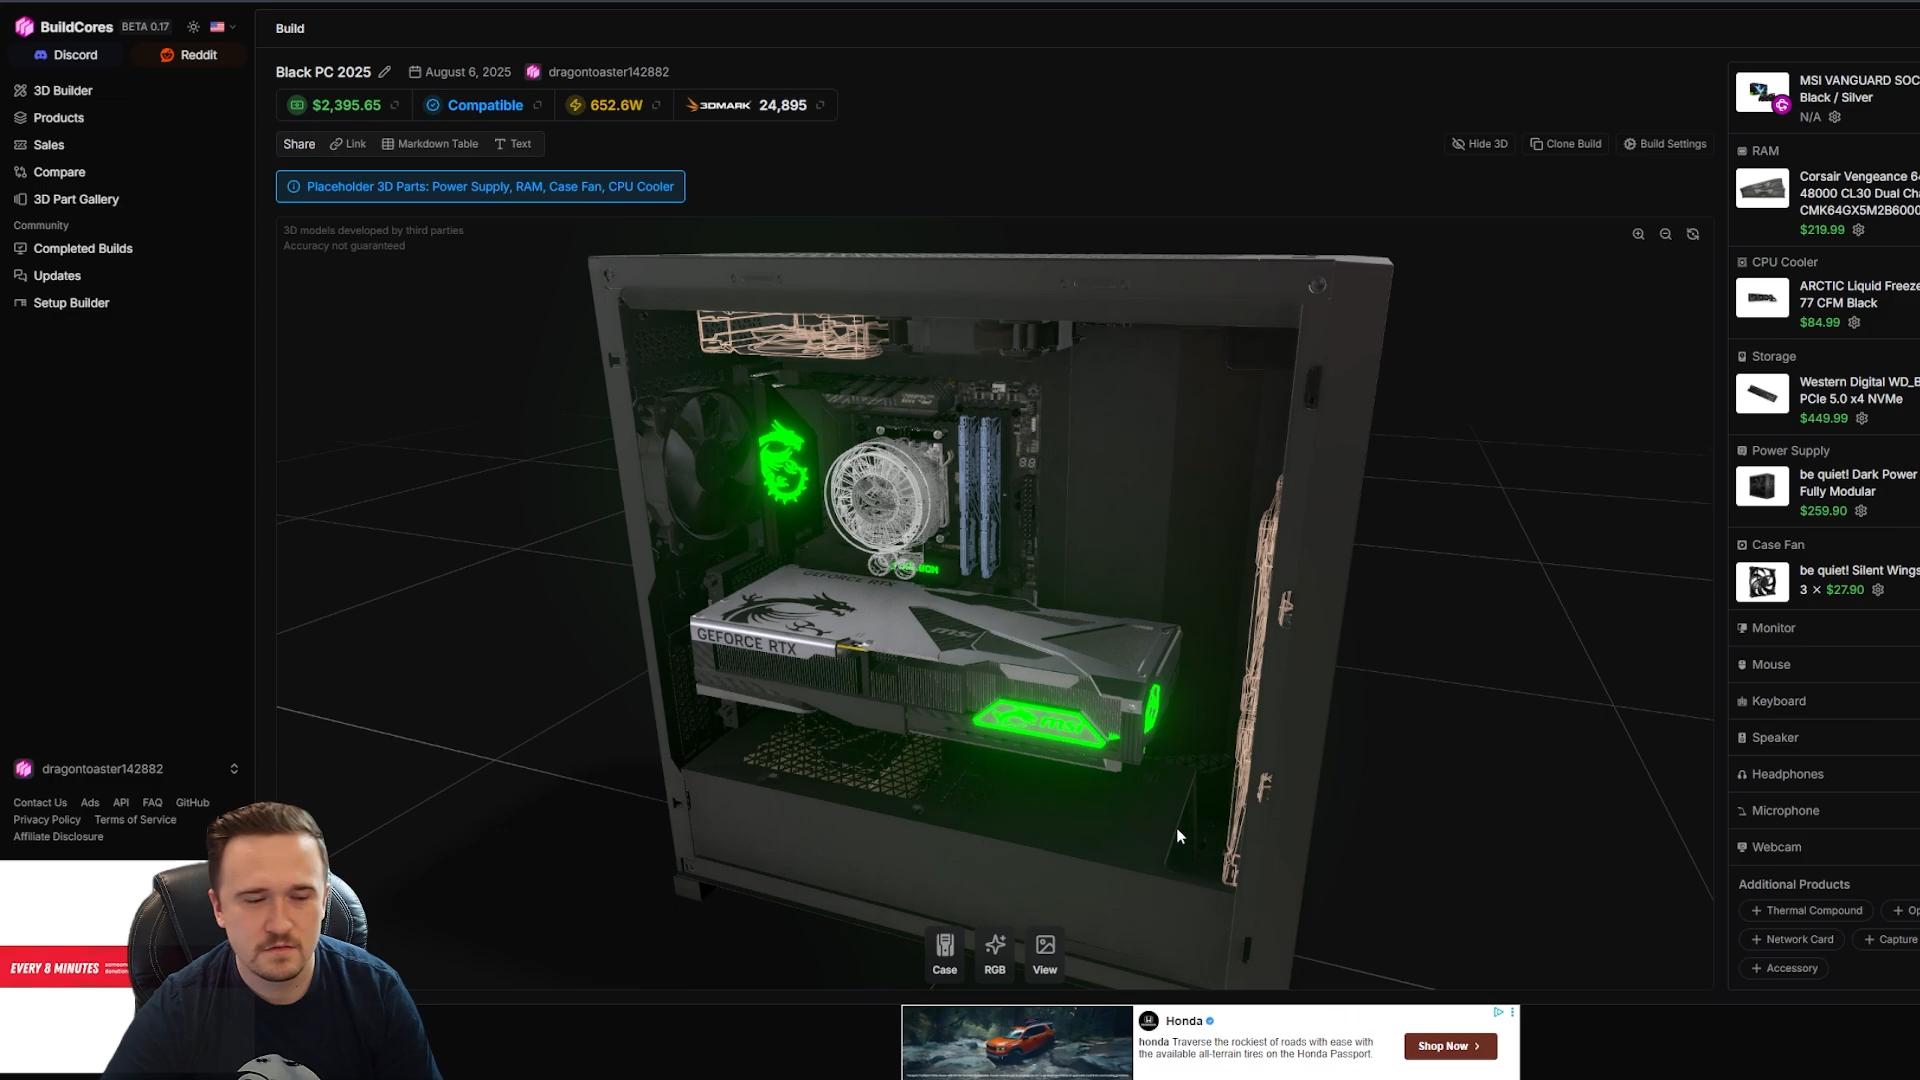 BuildCores BETA 0.17
Discord
Reddit
3D Builder
Products
Sales
Compare
3D Part Gallery
Community
Completed Builds
Updates
Setup Builder
dragontoaster142882
Contact Us Ads API FAQ GitHub
Privacy Policy Terms of Service
Affiliate Disclosure
EVERY 8 MINUTES
Build
Black PC 2025 August 6, 2025 dragontoaster142882
$2,395.65 Compatible 652.6W 3DMARK 24,895
Share Link Markdown Table Text
Hide 3D Clone Build Build Settings
Placeholder 3D Parts: Power Supply, RAM, Case Fan, CPU Cooler
3D models developed by third parties
Accuracy not guaranteed
GEFORCE RTX
GEFORCE RTX
msi
msi
Case RGB View
Honda
honda Traverse the rockiest of roads with ease with
the available all-terrain tires on the Honda Passport.
Shop Now
MSI VANGUARD SOC
Black / Silver
N/A
RAM
Corsair Vengeance 64
48000 CL30 Dual Cha
CMK64GX5M2B6000
$219.99
CPU Cooler
ARCTIC Liquid Freeze
77 CFM Black
$84.99
Storage
Western Digital WD_B
PCIe 5.0 x4 NVMe
$449.99
Power Supply
be quiet! Dark Power
Fully Modular
$259.90
Case Fan
be quiet! Silent Wings
3 × $27.90
Monitor
Mouse
Keyboard
Speaker
Headphones
Microphone
Webcam
Additional Products
+ Thermal Compound + Op
+ Network Card + Capture
+ Accessory